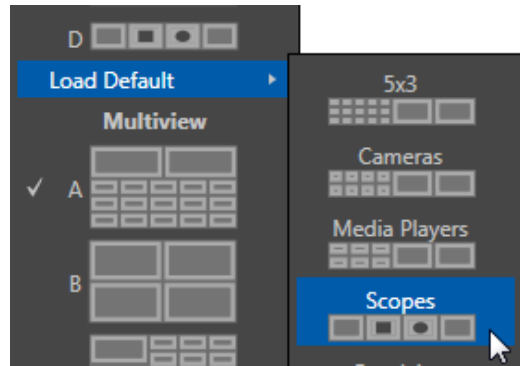 D
Load Default
Multiview
A
B
5x3
Cameras
Media Players
Scopes